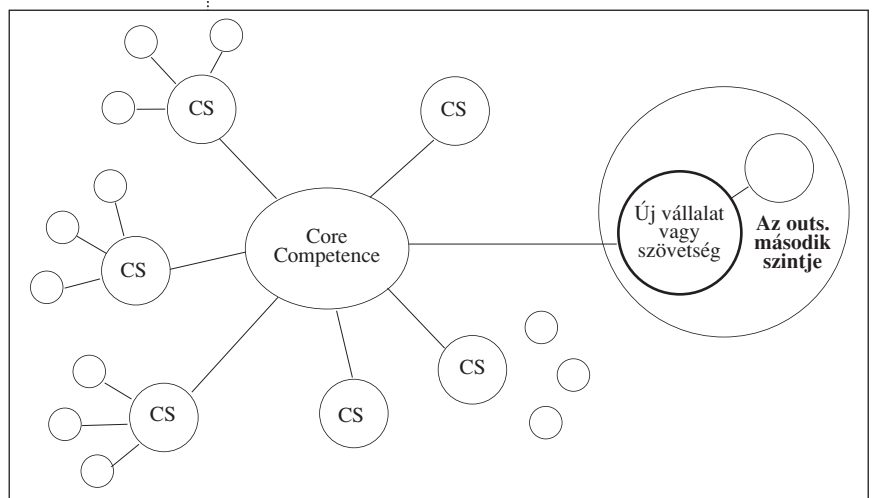 CS
CS
Core
Competence
CS
CS
CS
CS
Új vállalat
vagy
szövetség
Az outs.
második
szintje